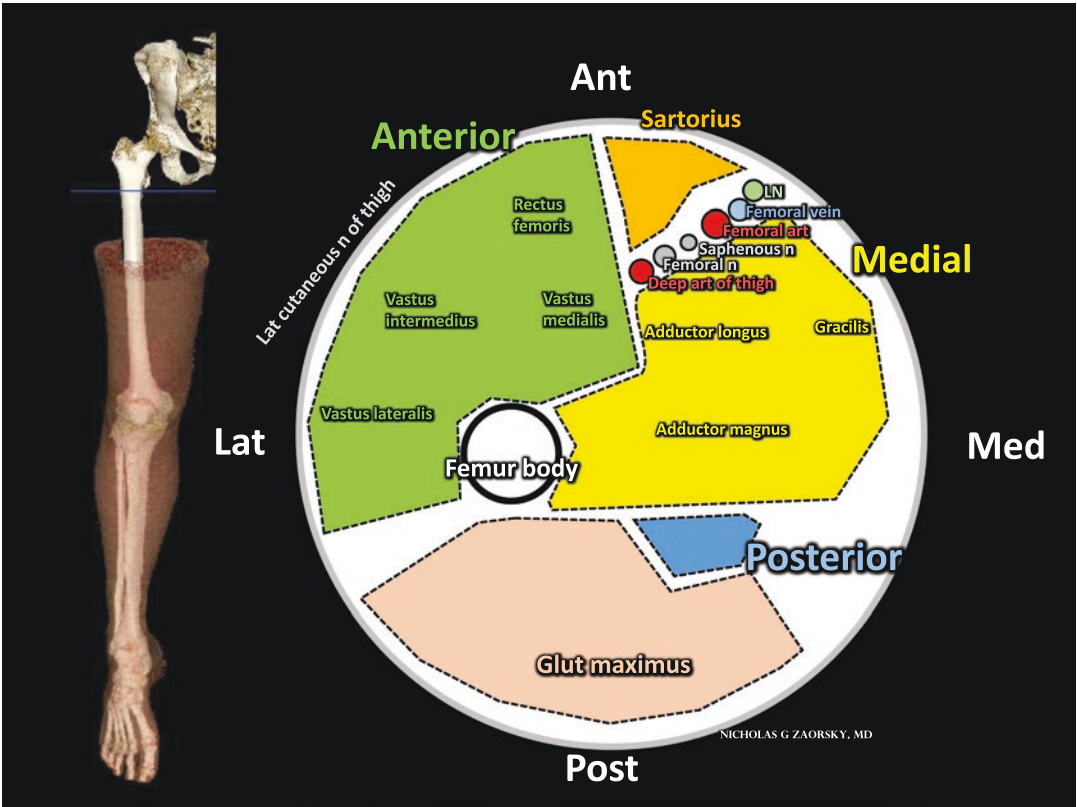 Ant
Sartorius
Anterior
LN
Lat cutaneous n of thigh
Rectus
femoris
Femoral vein
Femoral art
Saphenous n
Femoral n
Medial
Deep art of thigh
Vastus
intermedius
Vastus
medialis
Adductor longus
Gracilis
Vastus lateralis
Adductor magnus
Lat
Med
Femur body
Posterior
Glut maximus
NICHOLAS G ZAORSKY, MD
Post